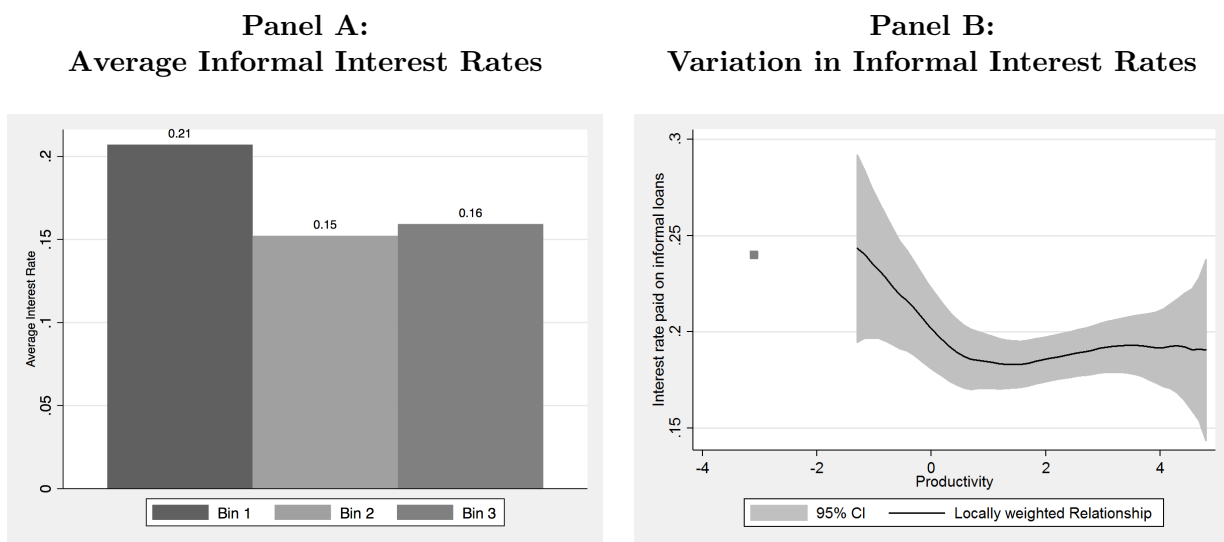 Panel A:
Average Informal Interest Rates
Average Interest Rate
.2
.15
.1
.05
0
0.21
0.15
0.16
Bin 1 Bin 2 Bin 3
Panel B:
Variation in Informal Interest Rates
Interest rate paid on informal loans
.3
.25
.2
.15
-4 -2 0 2 4
Productivity
95% CI Locally weighted Relationship